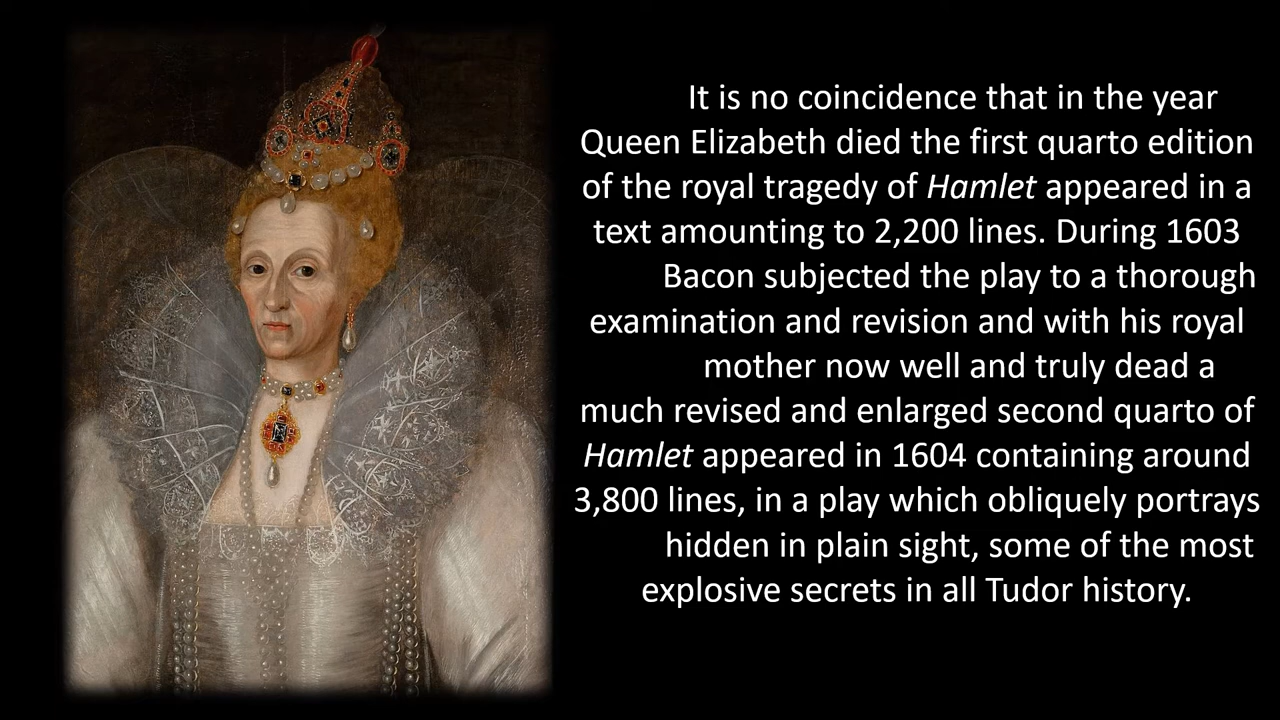 It is no coincidence that in the year
Queen Elizabeth died the first quarto edition
of the royal tragedy of Hamlet appeared in a
text amounting to 2,200 lines. During 1603
Bacon subjected the play to a thorough
examination and revision and with his royal
mother now well and truly dead a
much revised and enlarged second quarto of
Hamlet appeared in 1604 containing around
3,800 lines, in a play which obliquely portrays
hidden in plain sight, some of the most
explosive secrets in all Tudor history.